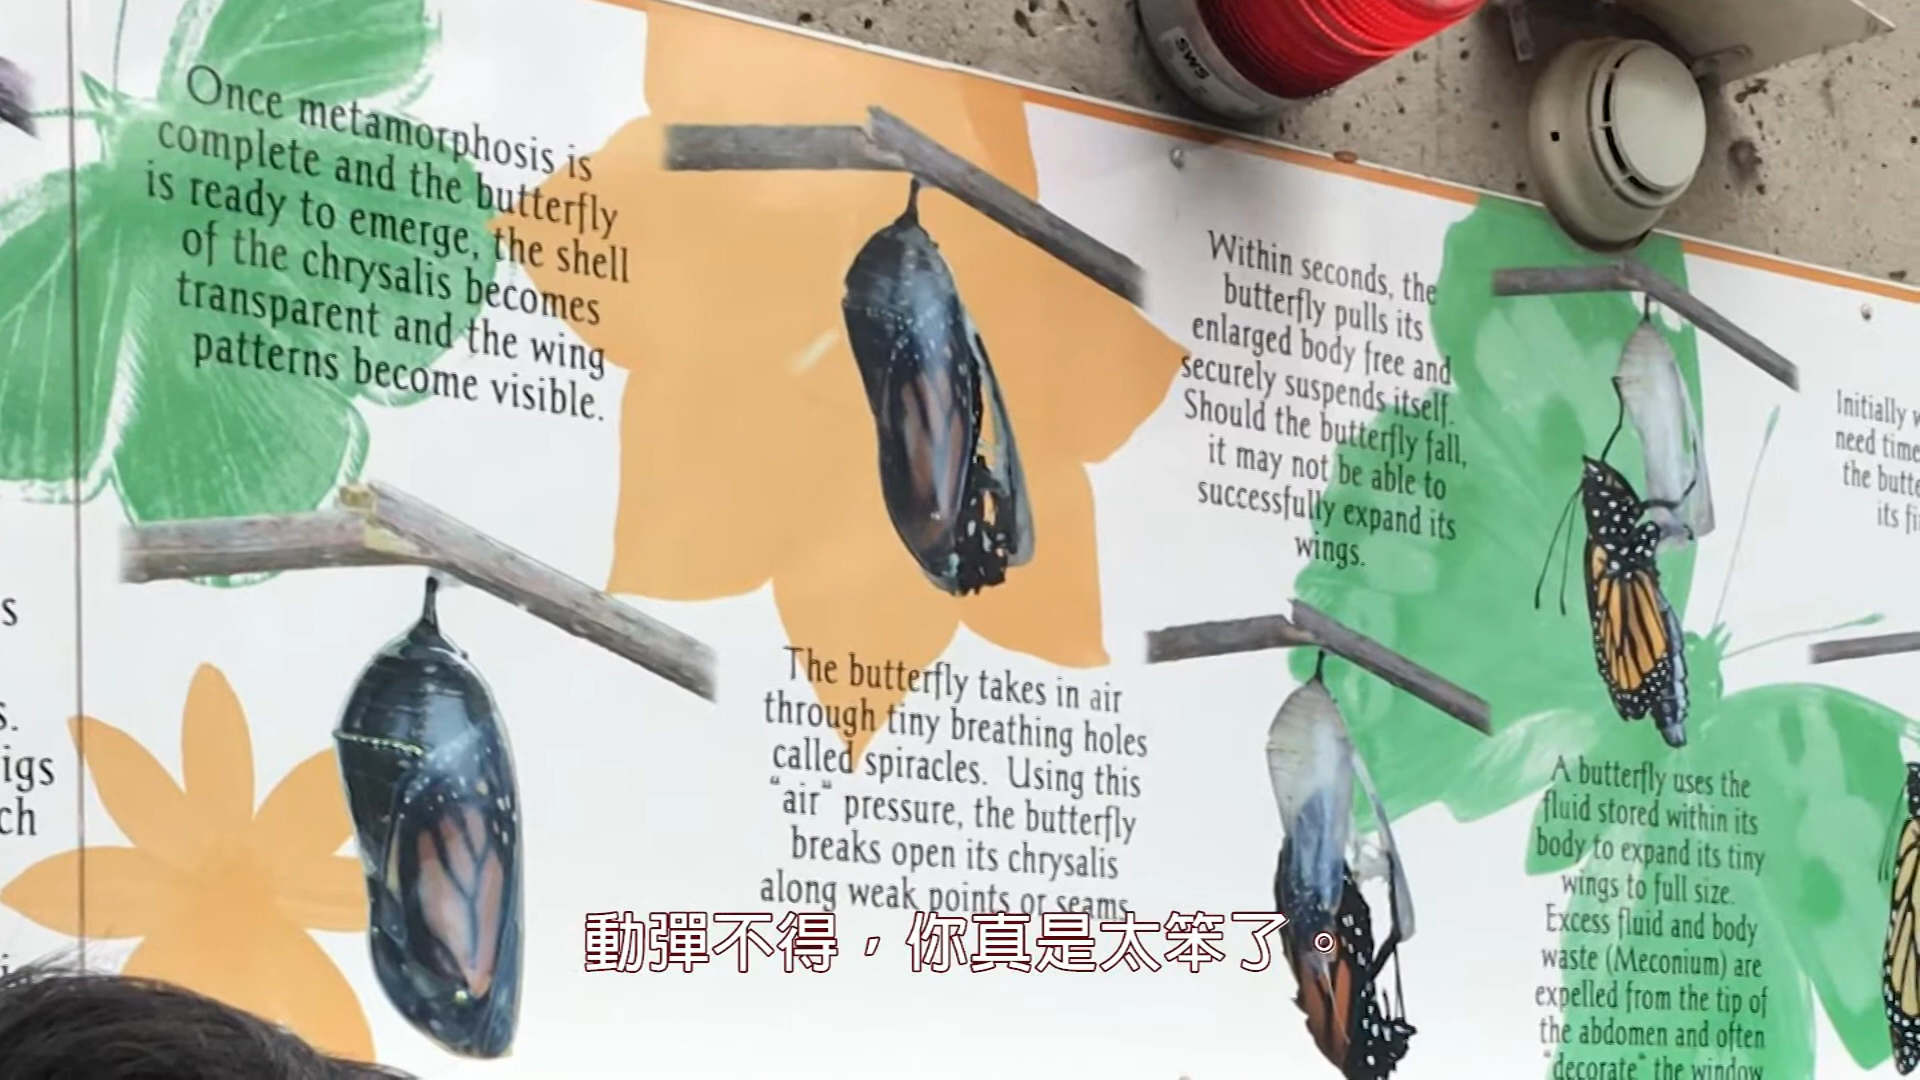 Once metamorphosis is
complete and the butterfly
is ready to emerge, the shell
of the chrysalis becomes
transparent and the wing
patterns become visible.
s
s.
igs
ch
The butterfly takes in air
through tiny breathing holes
called spiracles. Using this
"air" pressure, the butterfly
breaks open its chrysalis
along weak points or seams.
Within seconds, the
butterfly pulls its
enlarged body free and
securely suspends itself.
Should the butterfly fall,
it may not be able to
successfully expand its
wings.
A butterfly uses the
fluid stored within its
body to expand its tiny
wings to full size.
Excess fluid and body
waste (Meconium) are
expelled from the tip of
the abdomen and often
"decorate" the window
Initially w
need time
the butte
its fi
SWS
動彈不得，你真是太笨了。